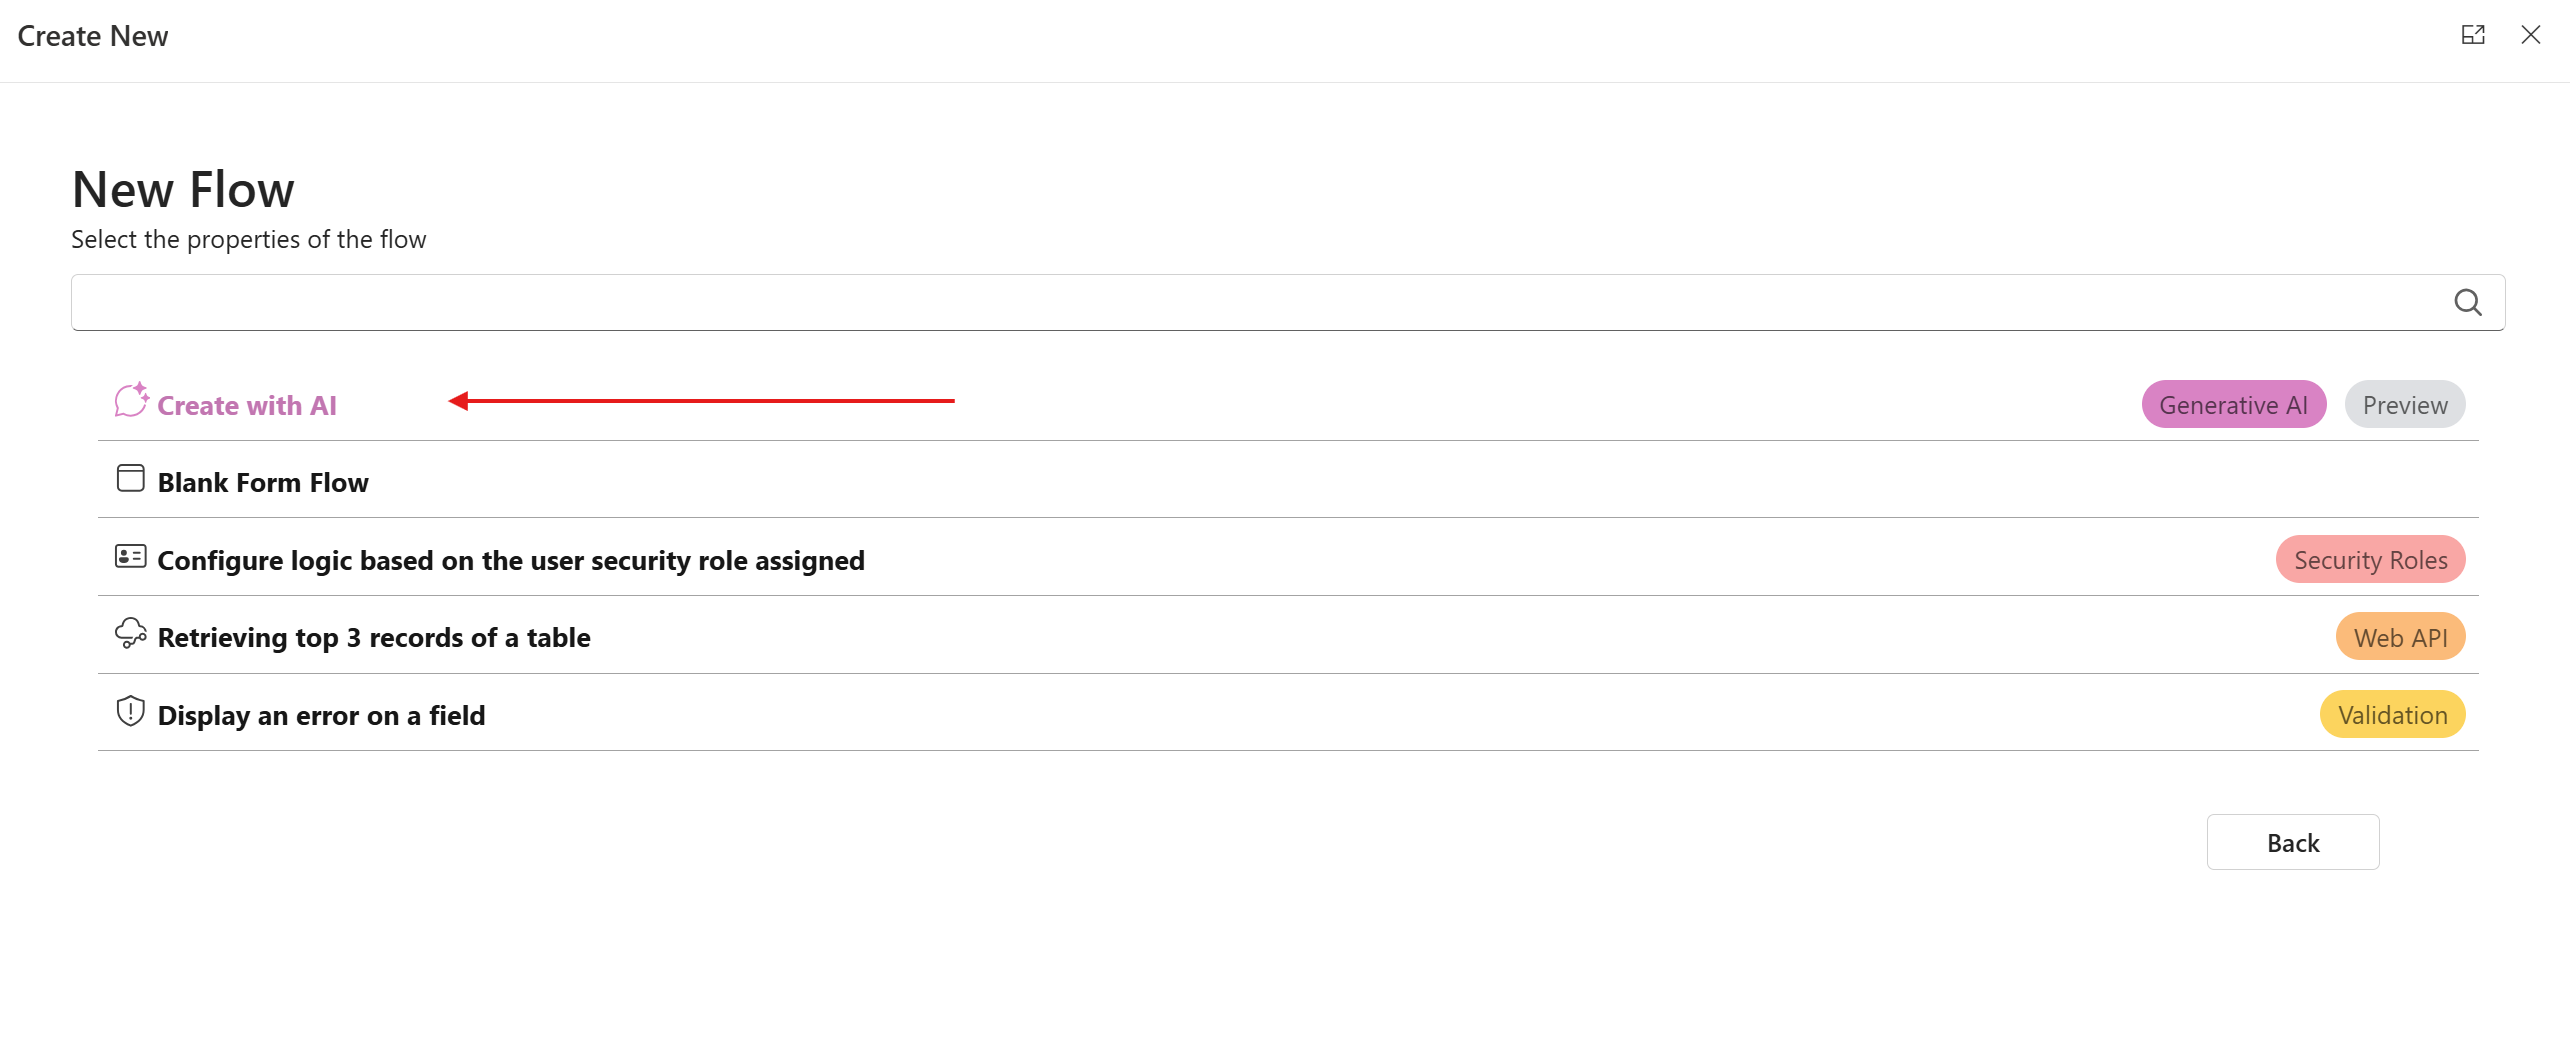 Create New
New Flow
Select the properties of the flow
Create with AI Generative AI Preview
Blank Form Flow
Configure logic based on the user security role assigned Security Roles
Retrieving top 3 records of a table Web API
Display an error on a field Validation
Back